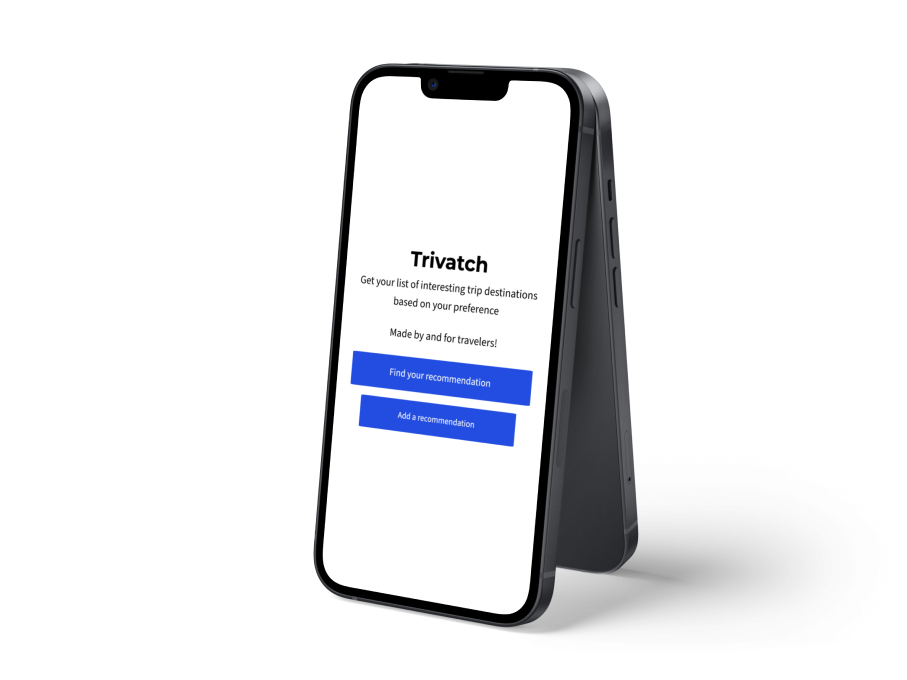 Trivatch
Get your list of interesting trip destinations
based on your preference
Made by and for travelers!
Find your recommendation
Add a recommendation